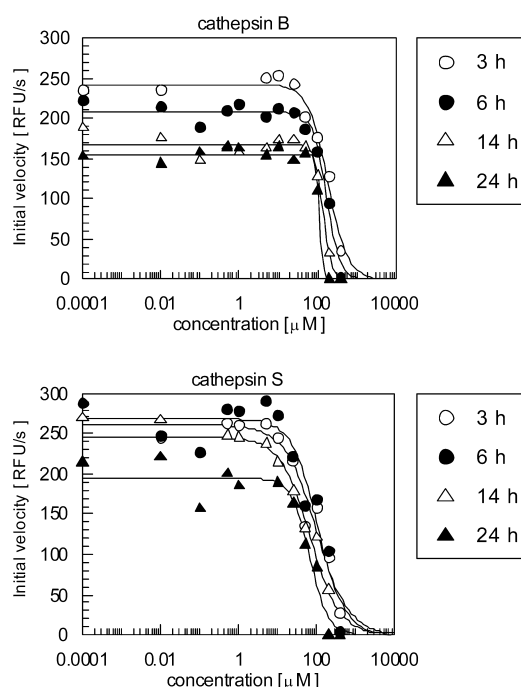 cathepsin B
300
250
200
150
100
50
0
0.0001 0.01 1 100 10000
Initial velocity [ RFU/s ]
concentration [ μM ]
3 h
6 h
14 h
24 h
cathepsin S
300
250
200
150
100
50
0
0.0001 0.01 1 100 10000
Initial velocity [ RFU/s ]
concentration [ μM ]
3 h
6 h
14 h
24 h